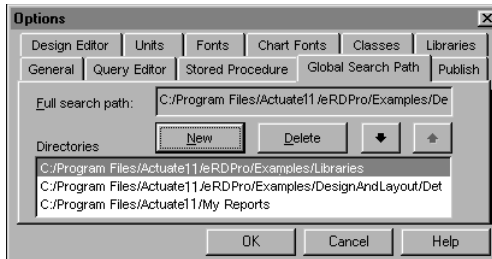 Options
Design Editor Units Fonts Chart Fonts Classes Libraries
General Query Editor Stored Procedure Global Search Path Publish
Full search path: C:/Program Files/Actuate11/eRDPro/Examples/De
Directories New Delete
C:/Program Files/Actuate11/eRDPro/Examples/Libraries
C:/Program Files/Actuate11/eRDPro/Examples/DesignAndLayout/Det
C:/Program Files/Actuate11/My Reports
OK Cancel Help